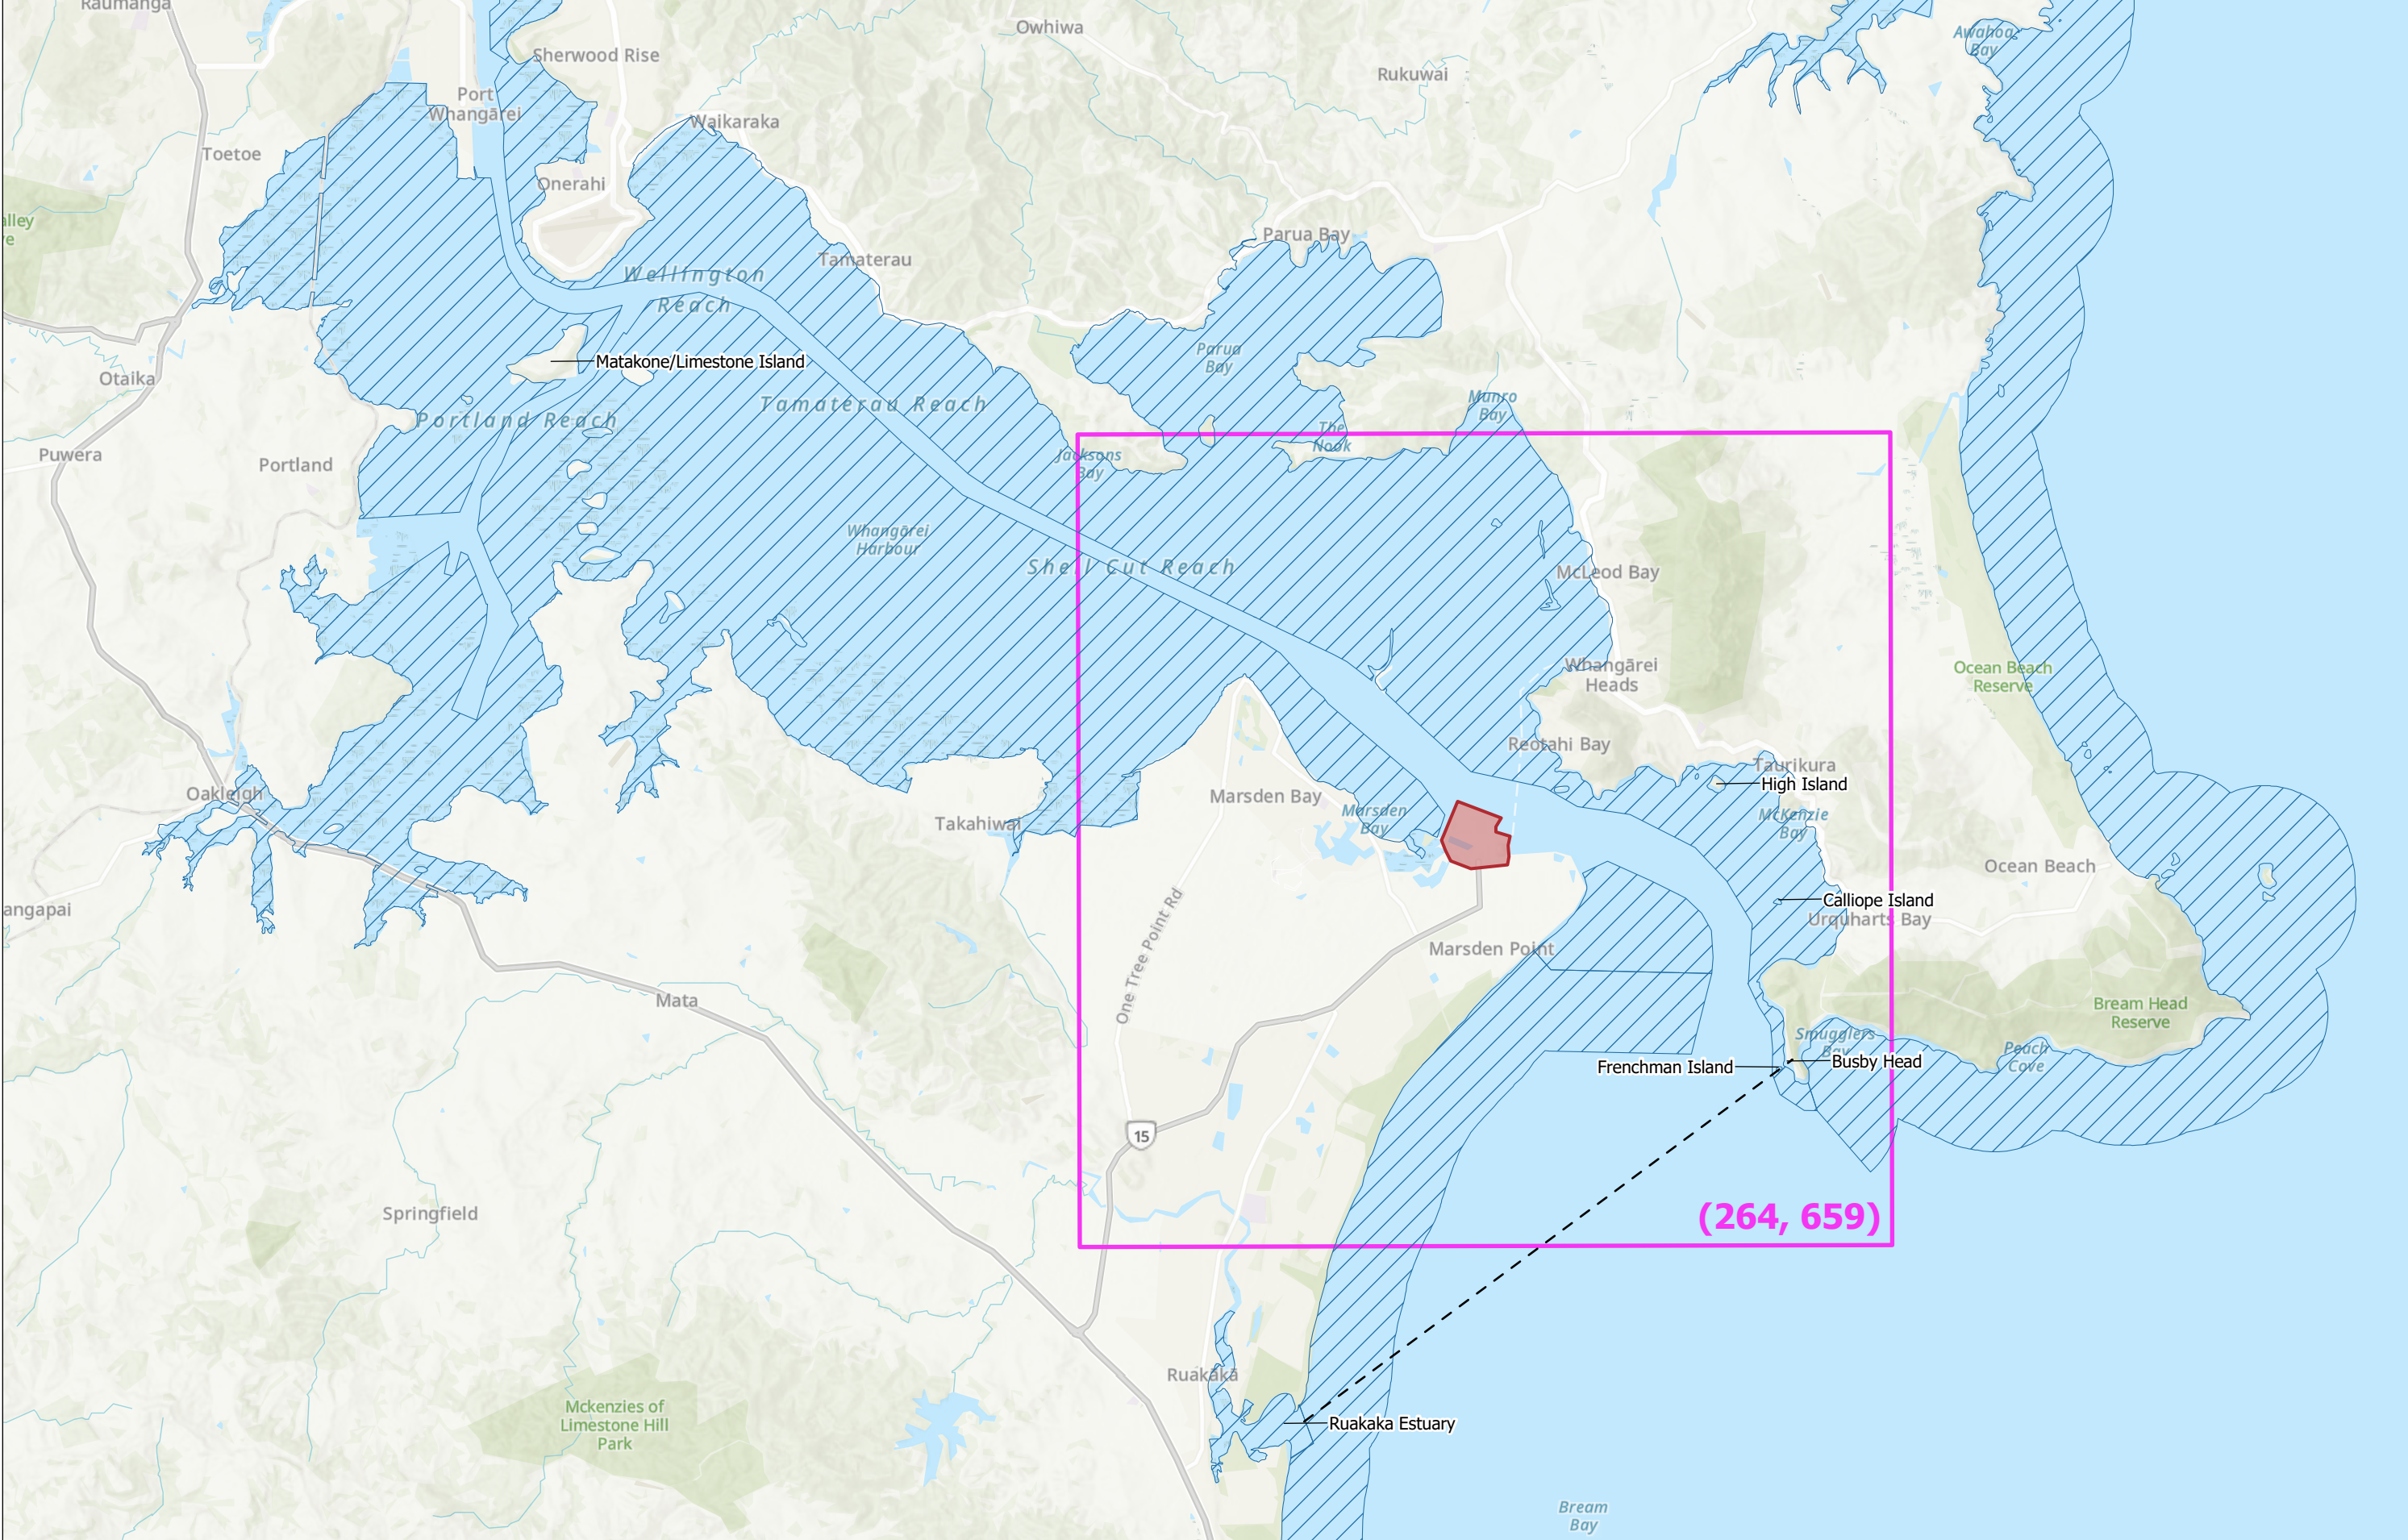 Raumanga
Owhiwa
Awahoa
Bay
Sherwood Rise
Rukuwai
Port
Whangārei
Waikaraka
Toetoe
Onerahi
alley
ve
Parua Bay
Tamaterau
Wellington
Reach
Parua
Bay
Matakone/Limestone Island
Otaika
Munro
Bay
Tamaterau Reach
Portland Reach
The
Nook
Puwera
Portland
Jacksons
Bay
Whangārei
Harbour
Shell Cut Reach
McLeod Bay
Whangārei
Heads
Ocean Beach
Reserve
Reotahi Bay
Taurikura
High Island
Oakleigh
Marsden Bay
Marsden
Bay
McKenzie
Bay
Takahiwai
Ocean Beach
angapai
Calliope Island
Urquharts Bay
One Tree Point Rd
Marsden Point
Mata
Bream Head
Reserve
Smugglers
Bay
Peach
Cove
Frenchman Island
Busby Head
15
Springfield
(264, 659)
Ruakākā
Mckenzies of
Limestone Hill
Park
Ruakaka Estuary
Bream
Bay